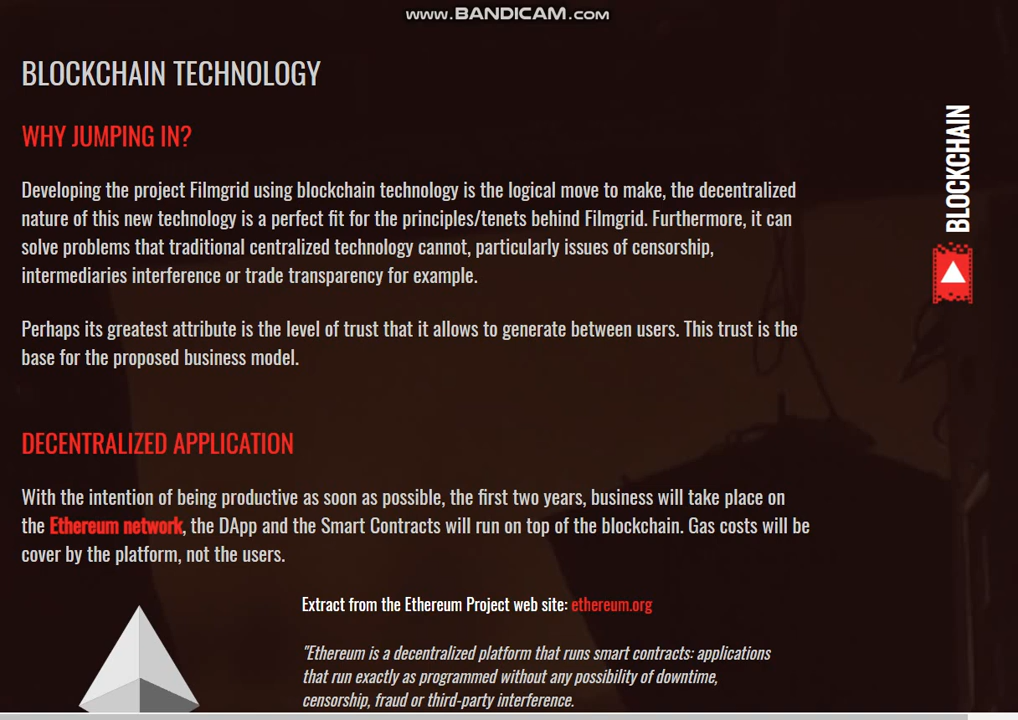 www.BANDICAM.com
BLOCKCHAIN TECHNOLOGY
WHY JUMPING IN?
Developing the project Filmgrid using blockchain technology is the logical move to make, the decentralized
nature of this new technology is a perfect fit for the principles/tenets behind Filmgrid. Furthermore, it can
solve problems that traditional centralized technology cannot, particularly issues of censorship,
intermediaries interference or trade transparency for example.
Perhaps its greatest attribute is the level of trust that it allows to generate between users. This trust is the
base for the proposed business model.
DECENTRALIZED APPLICATION
With the intention of being productive as soon as possible, the first two years, business will take place on
the Ethereum network, the DApp and the Smart Contracts will run on top of the blockchain. Gas costs will be
cover by the platform, not the users.
Extract from the Ethereum Project web site: ethereum.org
"Ethereum is a decentralized platform that runs smart contracts: applications
that run exactly as programmed without any possibility of downtime,
censorship, fraud or third-party interference.
BLOCKCHAIN